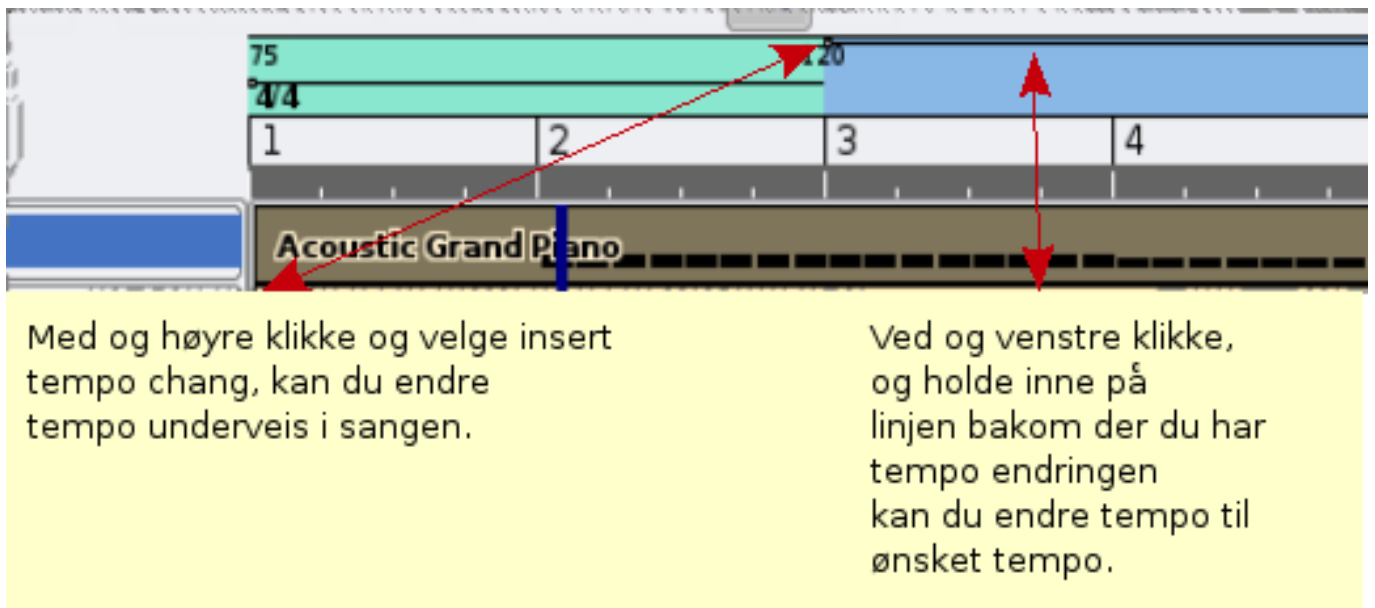 75
120
4/4
1 2 3 4
Acoustic Grand Piano
Med og høyre klikke og velge insert
tempo chang, kan du endre
tempo underveis i sangen.
Ved og venstre klikke,
og holde inne på
linjen bakom der du har
tempo endringen
kan du endre tempo til
ønsket tempo.